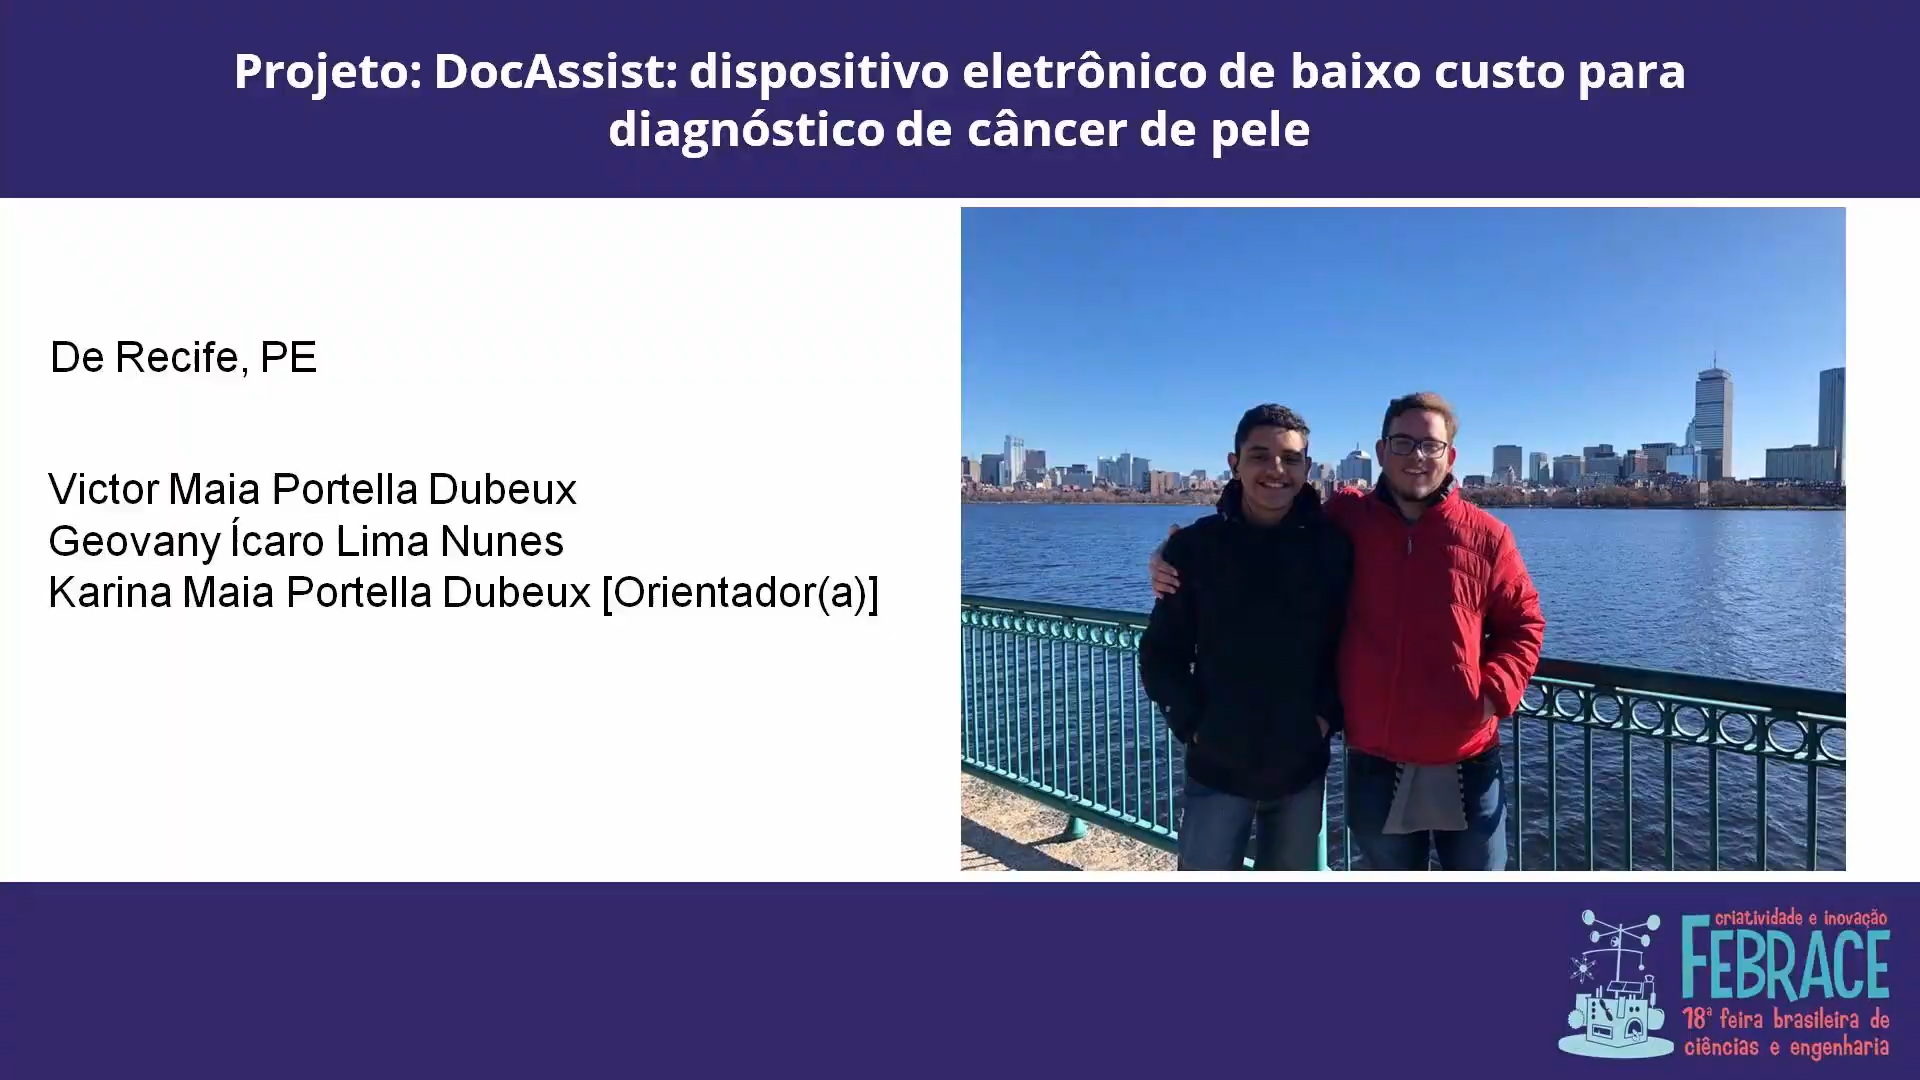 Projeto: DocAssist: dispositivo eletrônico de baixo custo para
diagnóstico de câncer de pele
De Recife, PE
Victor Maia Portella Dubeux
Geovany Ícaro Lima Nunes
Karina Maia Portella Dubeux [Orientador(a)]
criatividade e inovação
FEBRACE
18ª feira brasileira de
ciências e engenharia